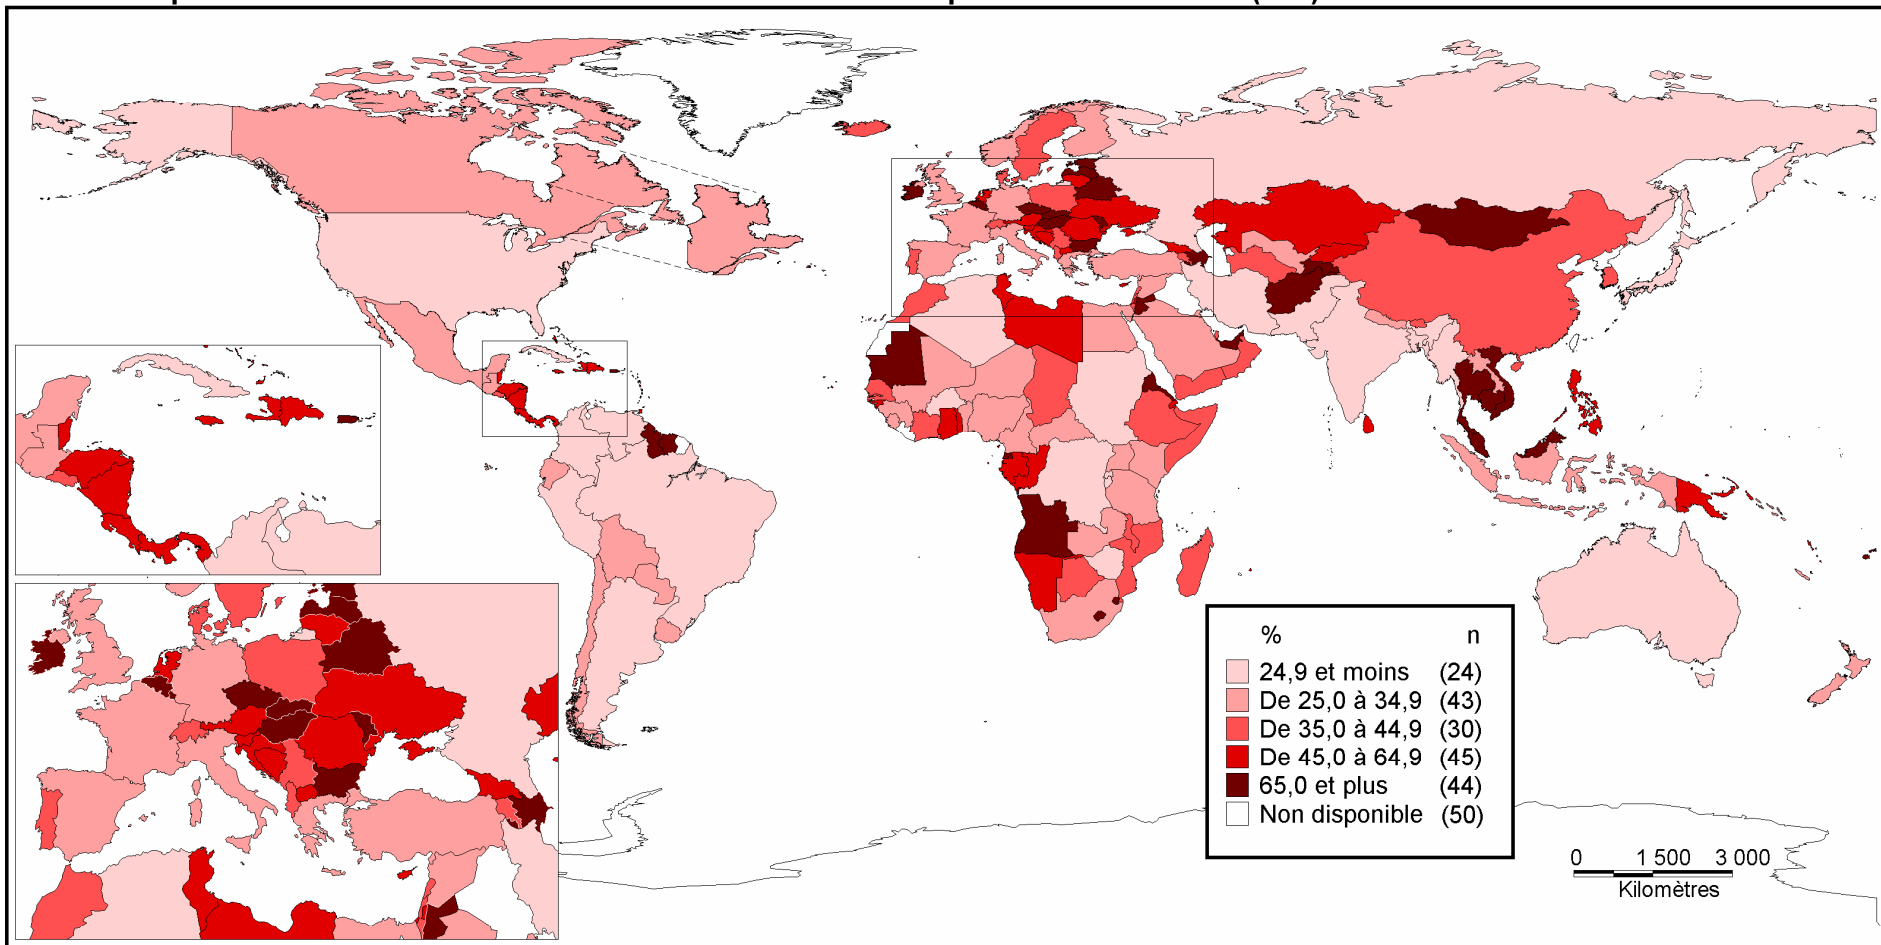 % n
24,9 et moins (24)
De 25,0 à 34,9 (43)
De 35,0 à 44,9 (30)
De 45,0 à 64,9 (45)
65,0 et plus (44)
Non disponible (50)
0 1 500 3 000
Kilomètres